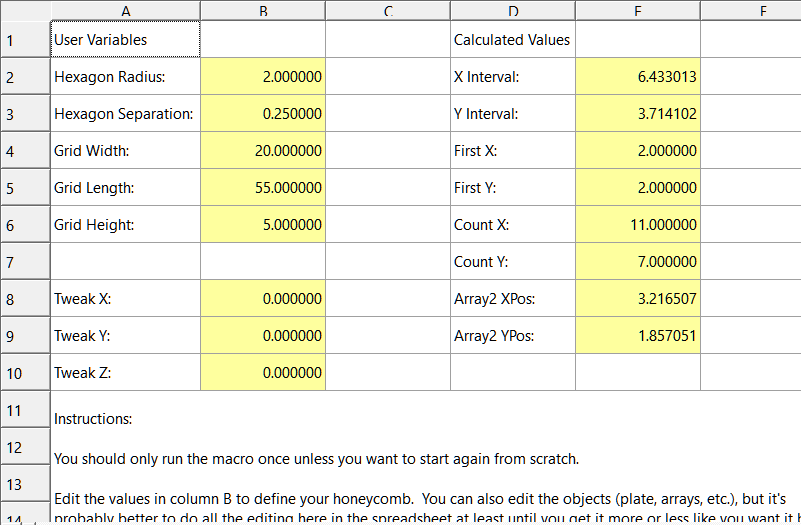 A B C D E F
1 User Variables Calculated Values
2 Hexagon Radius: 2.000000 X Interval: 6.433013
3 Hexagon Separation: 0.250000 Y Interval: 3.714102
4 Grid Width: 20.000000 First X: 2.000000
5 Grid Length: 55.000000 First Y: 2.000000
6 Grid Height: 5.000000 Count X: 11.000000
7 Count Y: 7.000000
8 Tweak X: 0.000000 Array2 XPos: 3.216507
9 Tweak Y: 0.000000 Array2 YPos: 1.857051
10 Tweak Z: 0.000000
11 Instructions:
12 You should only run the macro once unless you want to start again from scratch.
13 Edit the values in column B to define your honeycomb. You can also edit the objects (plate, arrays, etc.), but it's
14 probably better to do all the editing here in the spreadsheet at least until you get it more or less like you want it